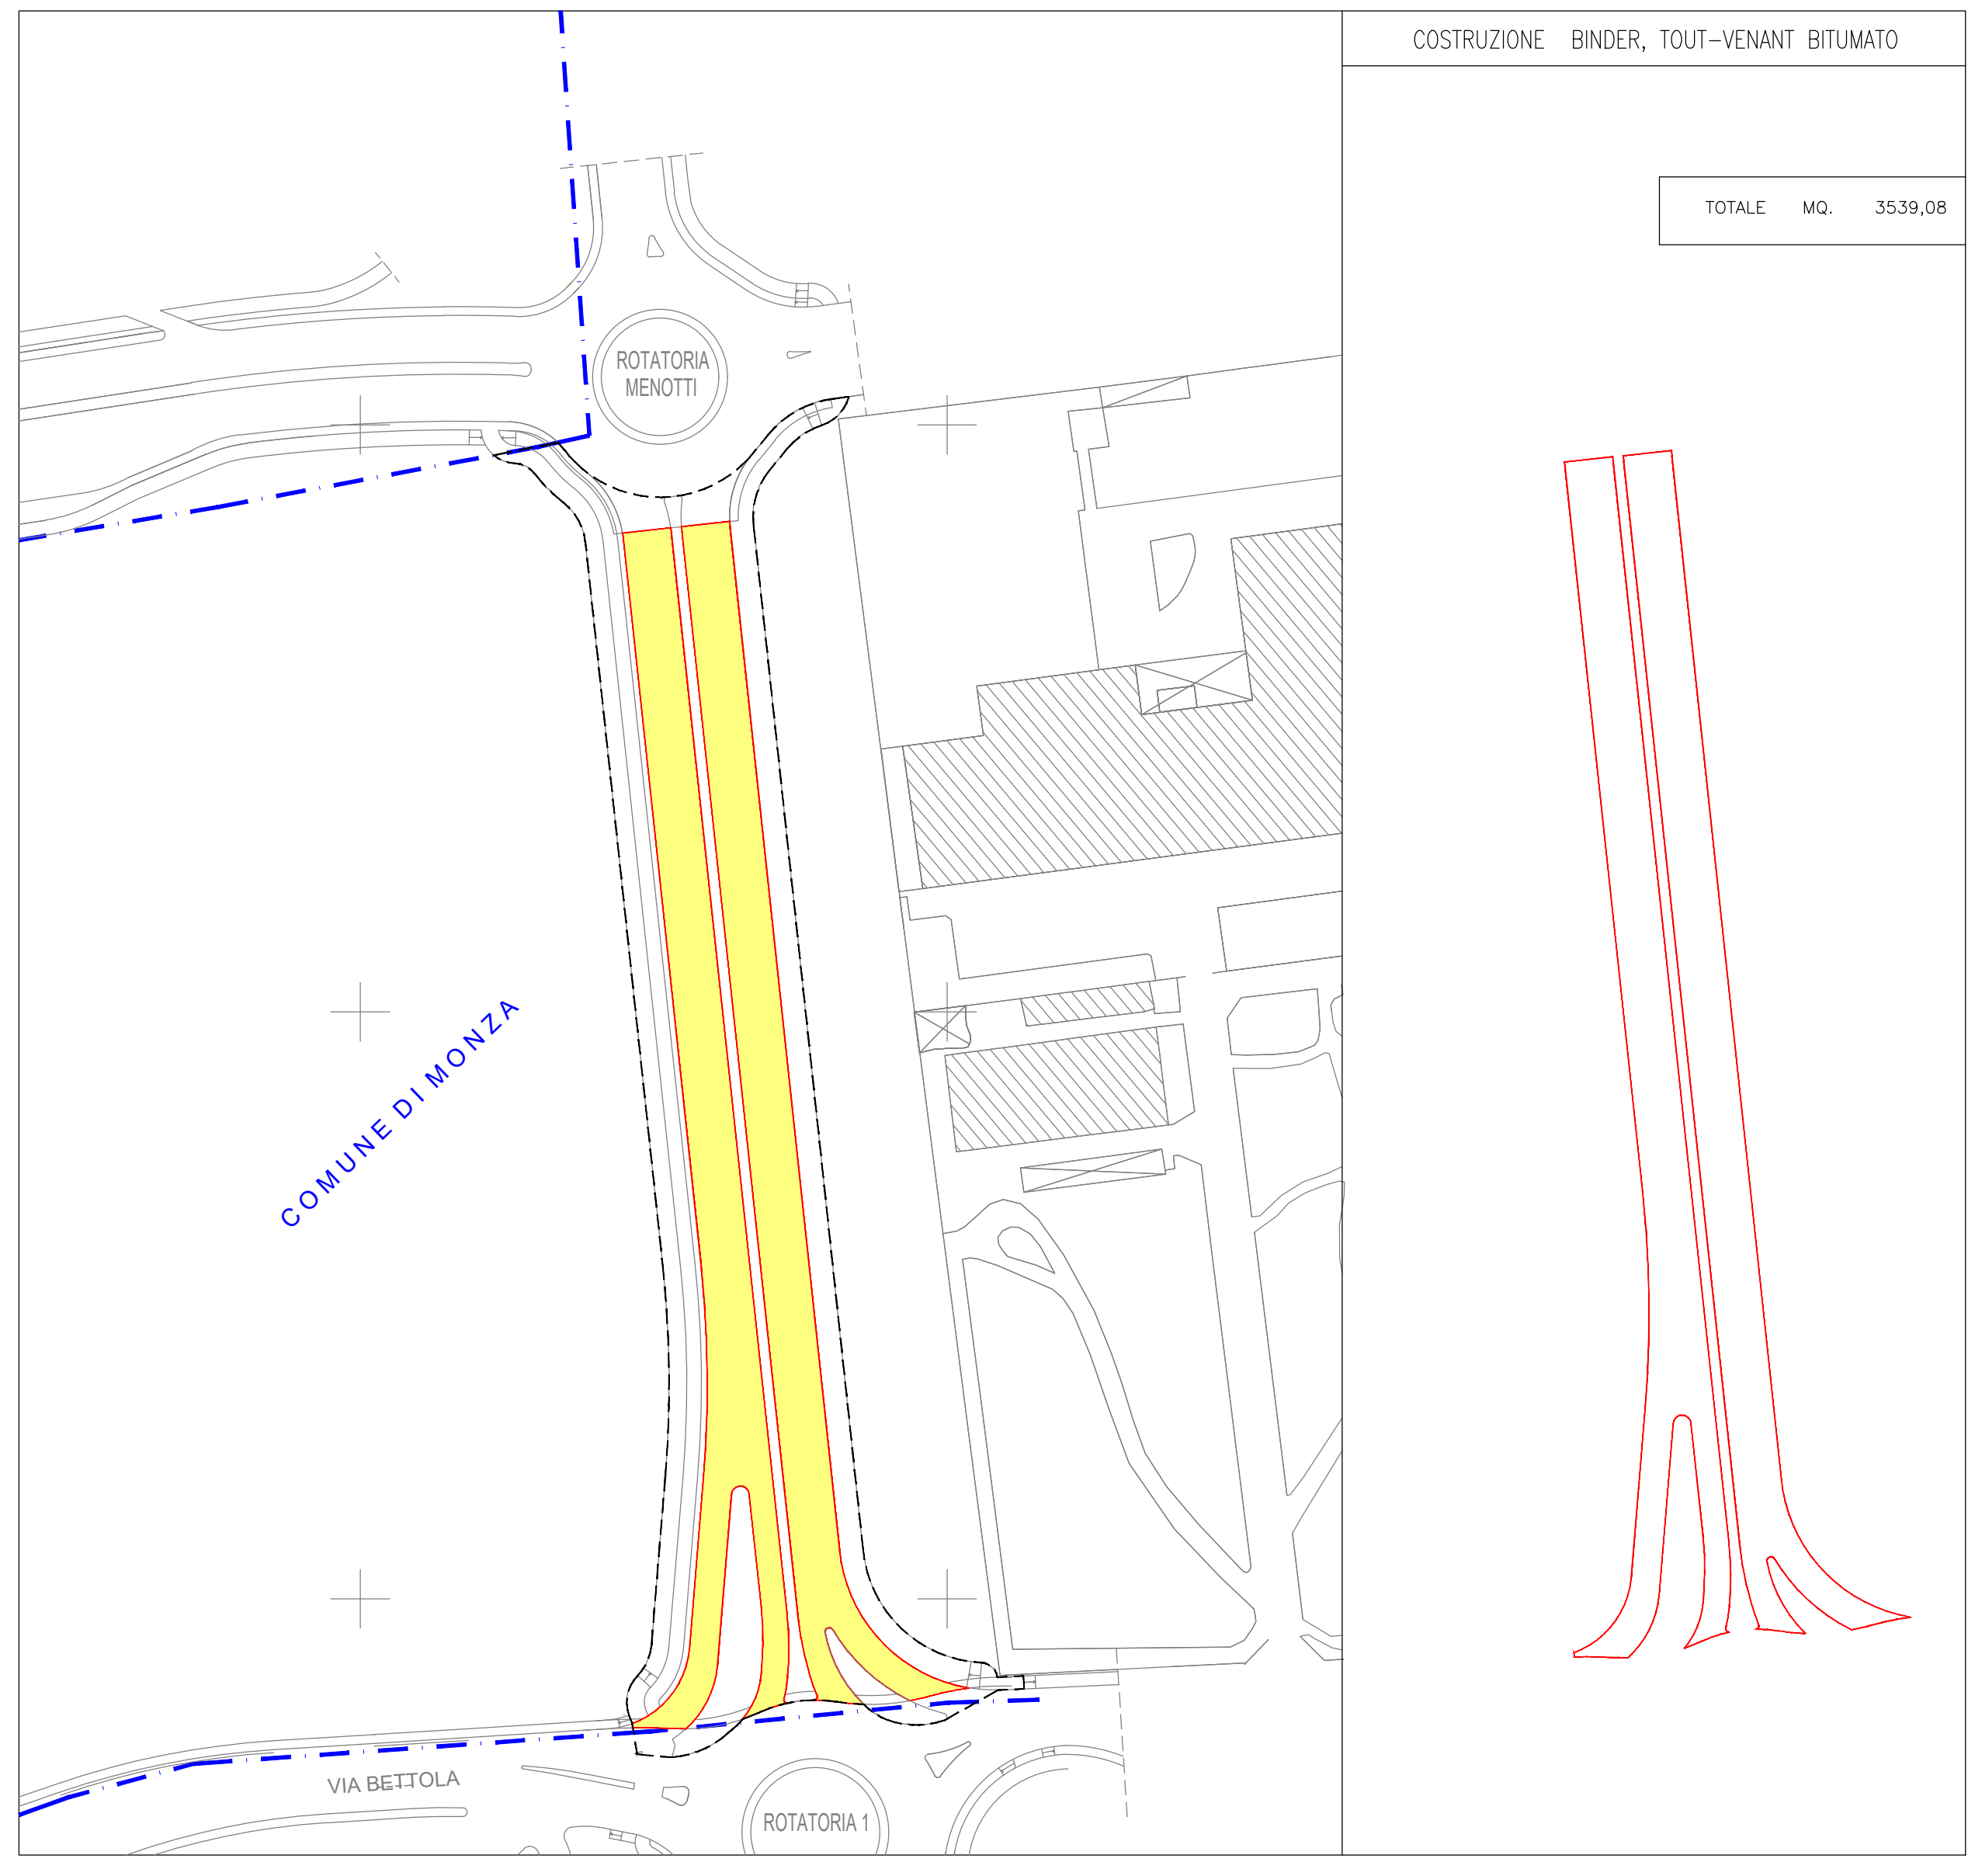 COSTRUZIONE BINDER, TOUT-VENANT BITUMATO
TOTALE MQ. 3539,08
ROTATORIA
MENOTTI
COMUNE DI MONZA
VIA BETTOLA
ROTATORIA 1